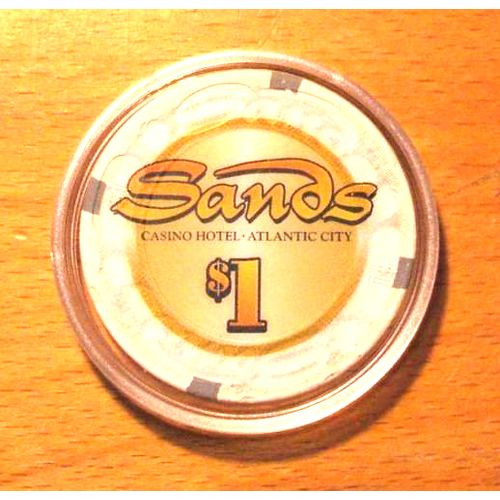 Sands
CASINO HOTEL · ATLANTIC CITY
$1